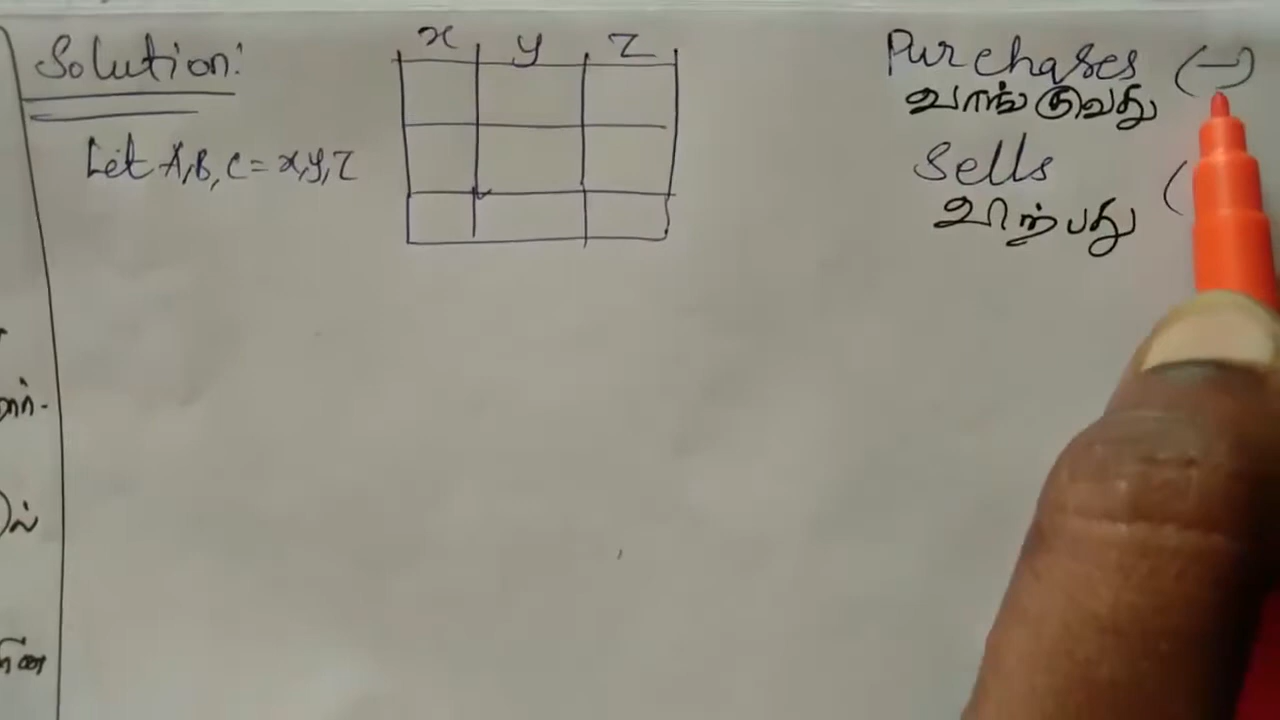 Solution:
Let A, B, C = x, y, z
x y z
Purchases (-)
வாங்குவது
Sells (
விற்பது